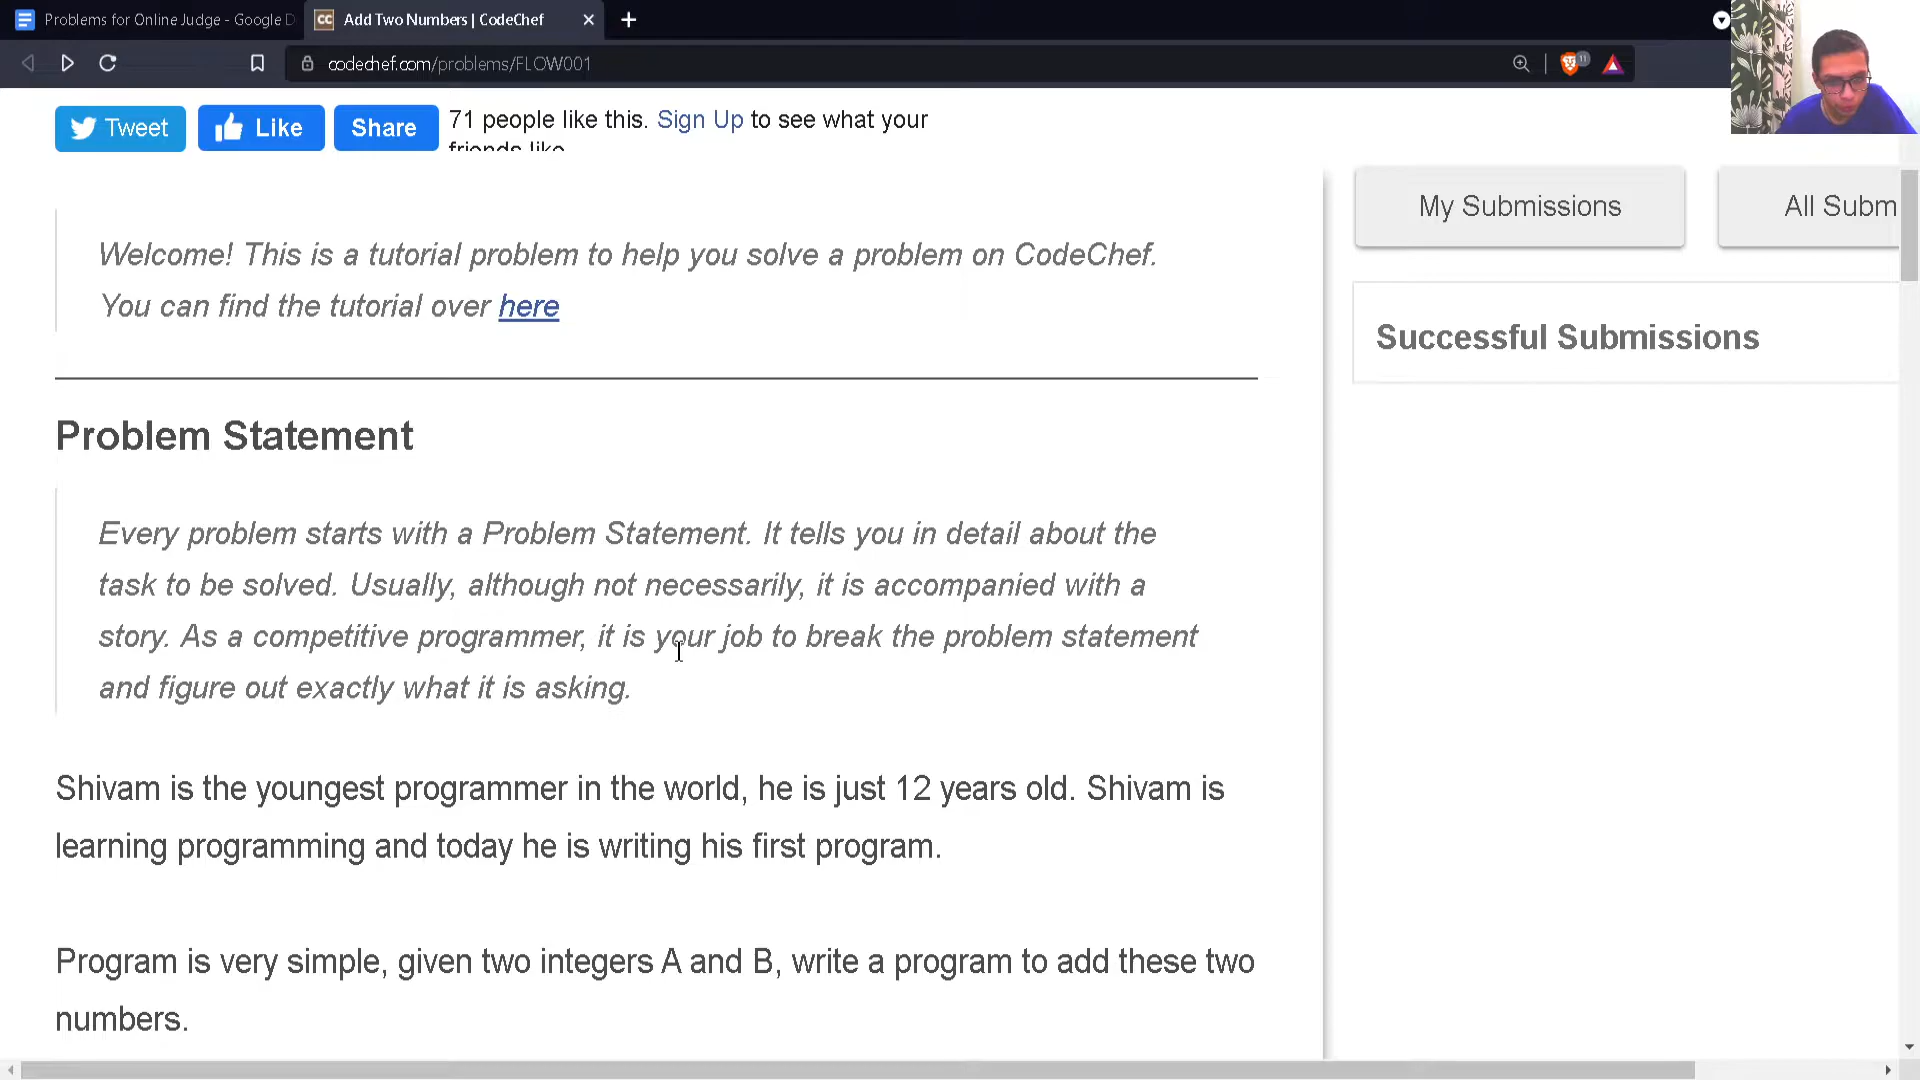 Problems for Online Judge - Google D
CC Add Two Numbers | CodeChef
codechef.com/problems/FLOW001
11
Tweet
Like
Share
71 people like this. Sign Up to see what your
friends like.
My Submissions
All Subm
Welcome! This is a tutorial problem to help you solve a problem on CodeChef.
You can find the tutorial over here
Successful Submissions
Problem Statement
Every problem starts with a Problem Statement. It tells you in detail about the
task to be solved. Usually, although not necessarily, it is accompanied with a
story. As a competitive programmer, it is your job to break the problem statement
and figure out exactly what it is asking.
Shivam is the youngest programmer in the world, he is just 12 years old. Shivam is
learning programming and today he is writing his first program.
Program is very simple, given two integers A and B, write a program to add these two
numbers.